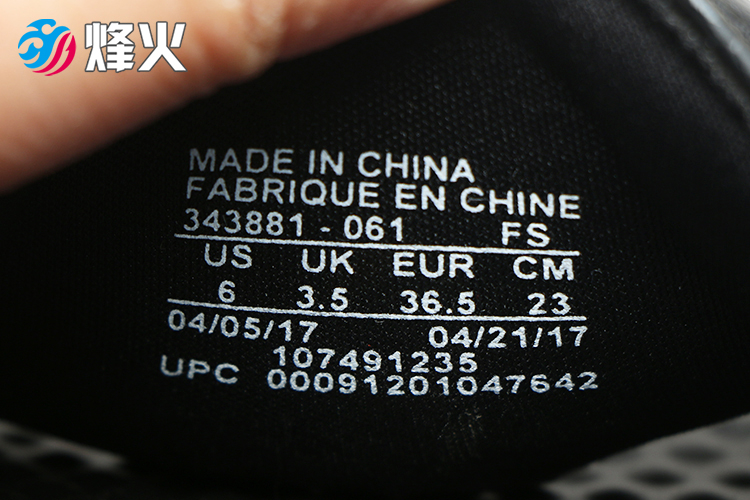 烽火
MADE IN CHINA
FABRIQUE EN CHINE
343881 - 061 FS
US UK EUR CM
6 3.5 36.5 23
04/05/17 04/21/17
107491235
UPC 00091201047642